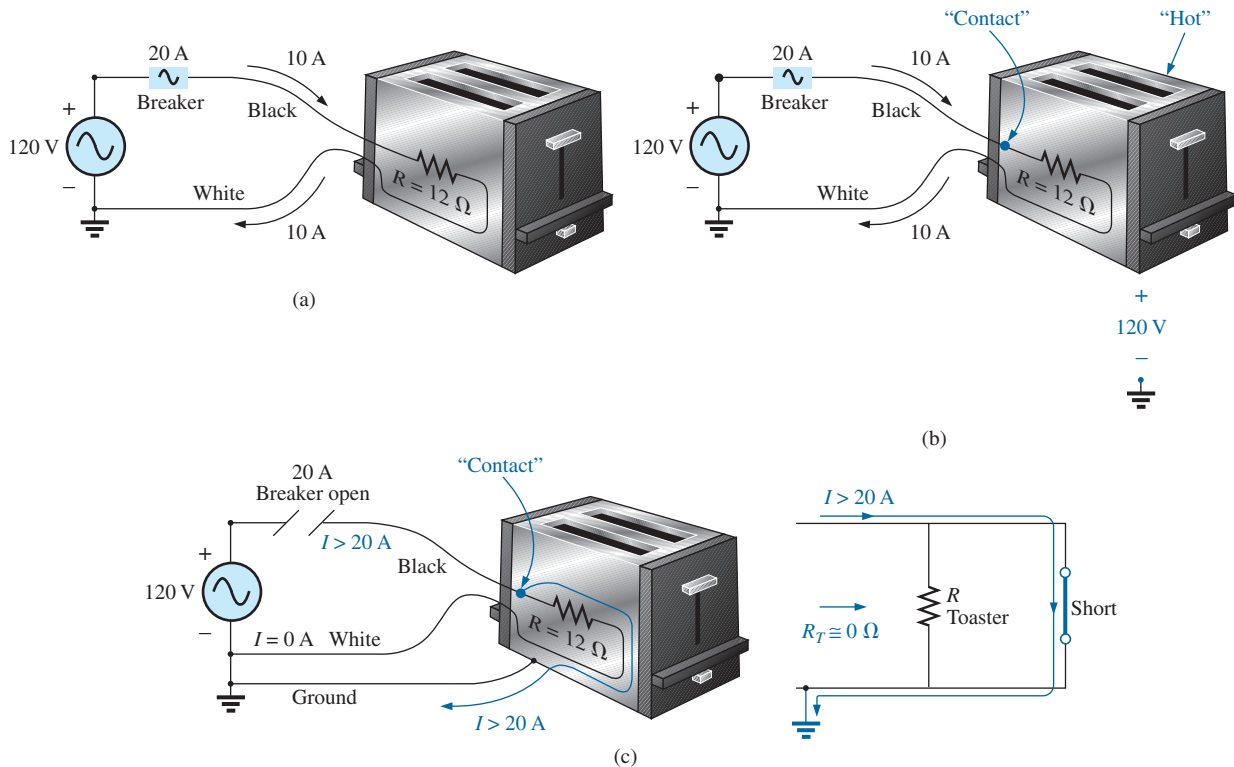 20 A
Breaker
10 A
Black
+
120 V
–
White
R = 12 Ω
10 A
(a)
“Contact”
“Hot”
20 A
Breaker
10 A
Black
+
120 V
–
White
R = 12 Ω
10 A
+
120 V
–
(b)
20 A
Breaker open
I > 20 A
“Contact”
Black
+
120 V
–
I = 0 A White
R = 12 Ω
Ground
I > 20 A
I > 20 A
R
Toaster
Short
R_T ≅ 0 Ω
(c)